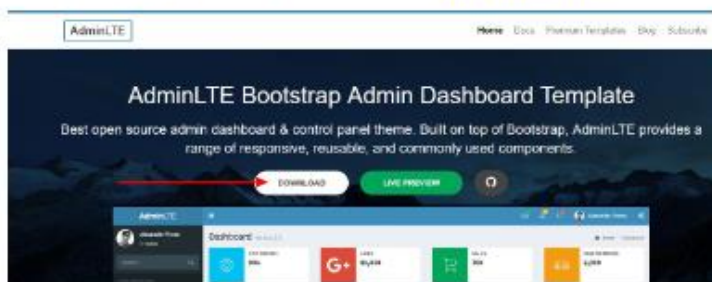 AdminLTE
Home Docs Premium Templates Blog Subscribe
AdminLTE Bootstrap Admin Dashboard Template
Best open source admin dashboard & control panel theme. Built on top of Bootstrap, AdminLTE provides a
range of responsive, reusable, and commonly used components.
DOWNLOAD LIVE PREVIEW
AdminLTE
Dashboard
G+